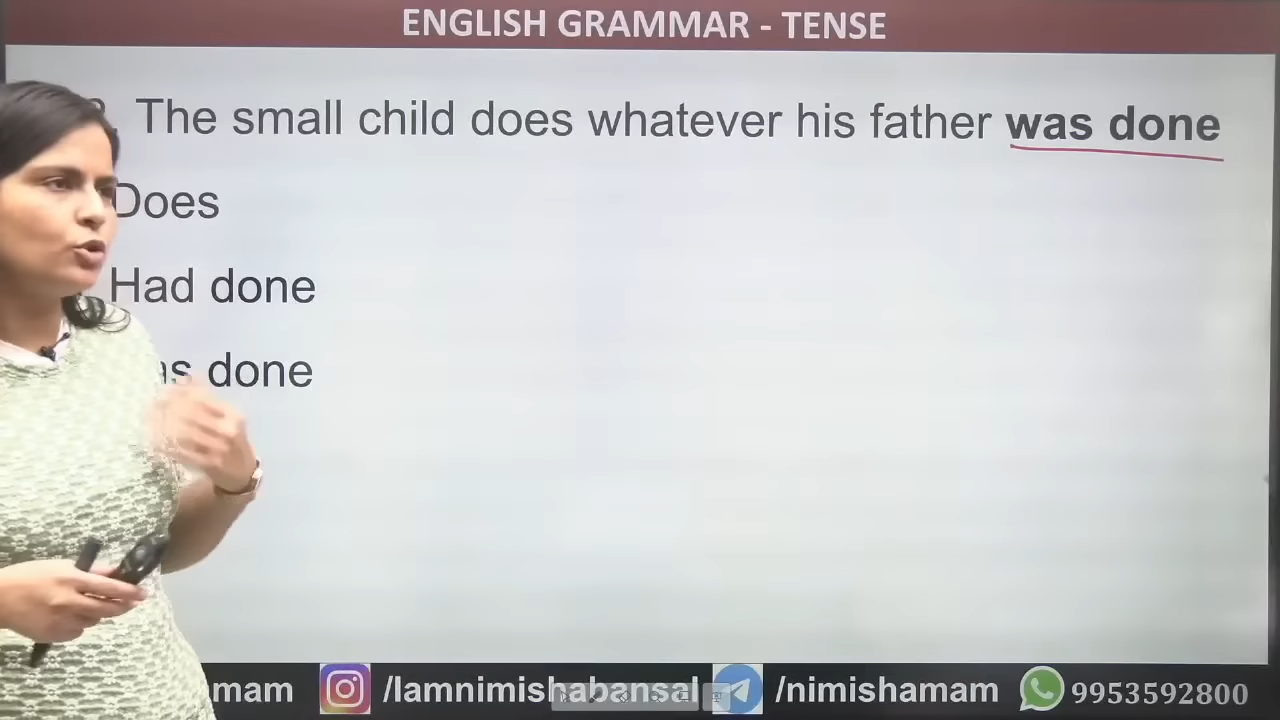 ENGLISH GRAMMAR - TENSE
The small child does whatever his father was done
Does
Had done
done
/Iamnimishabansal /nimishamam 9953592800